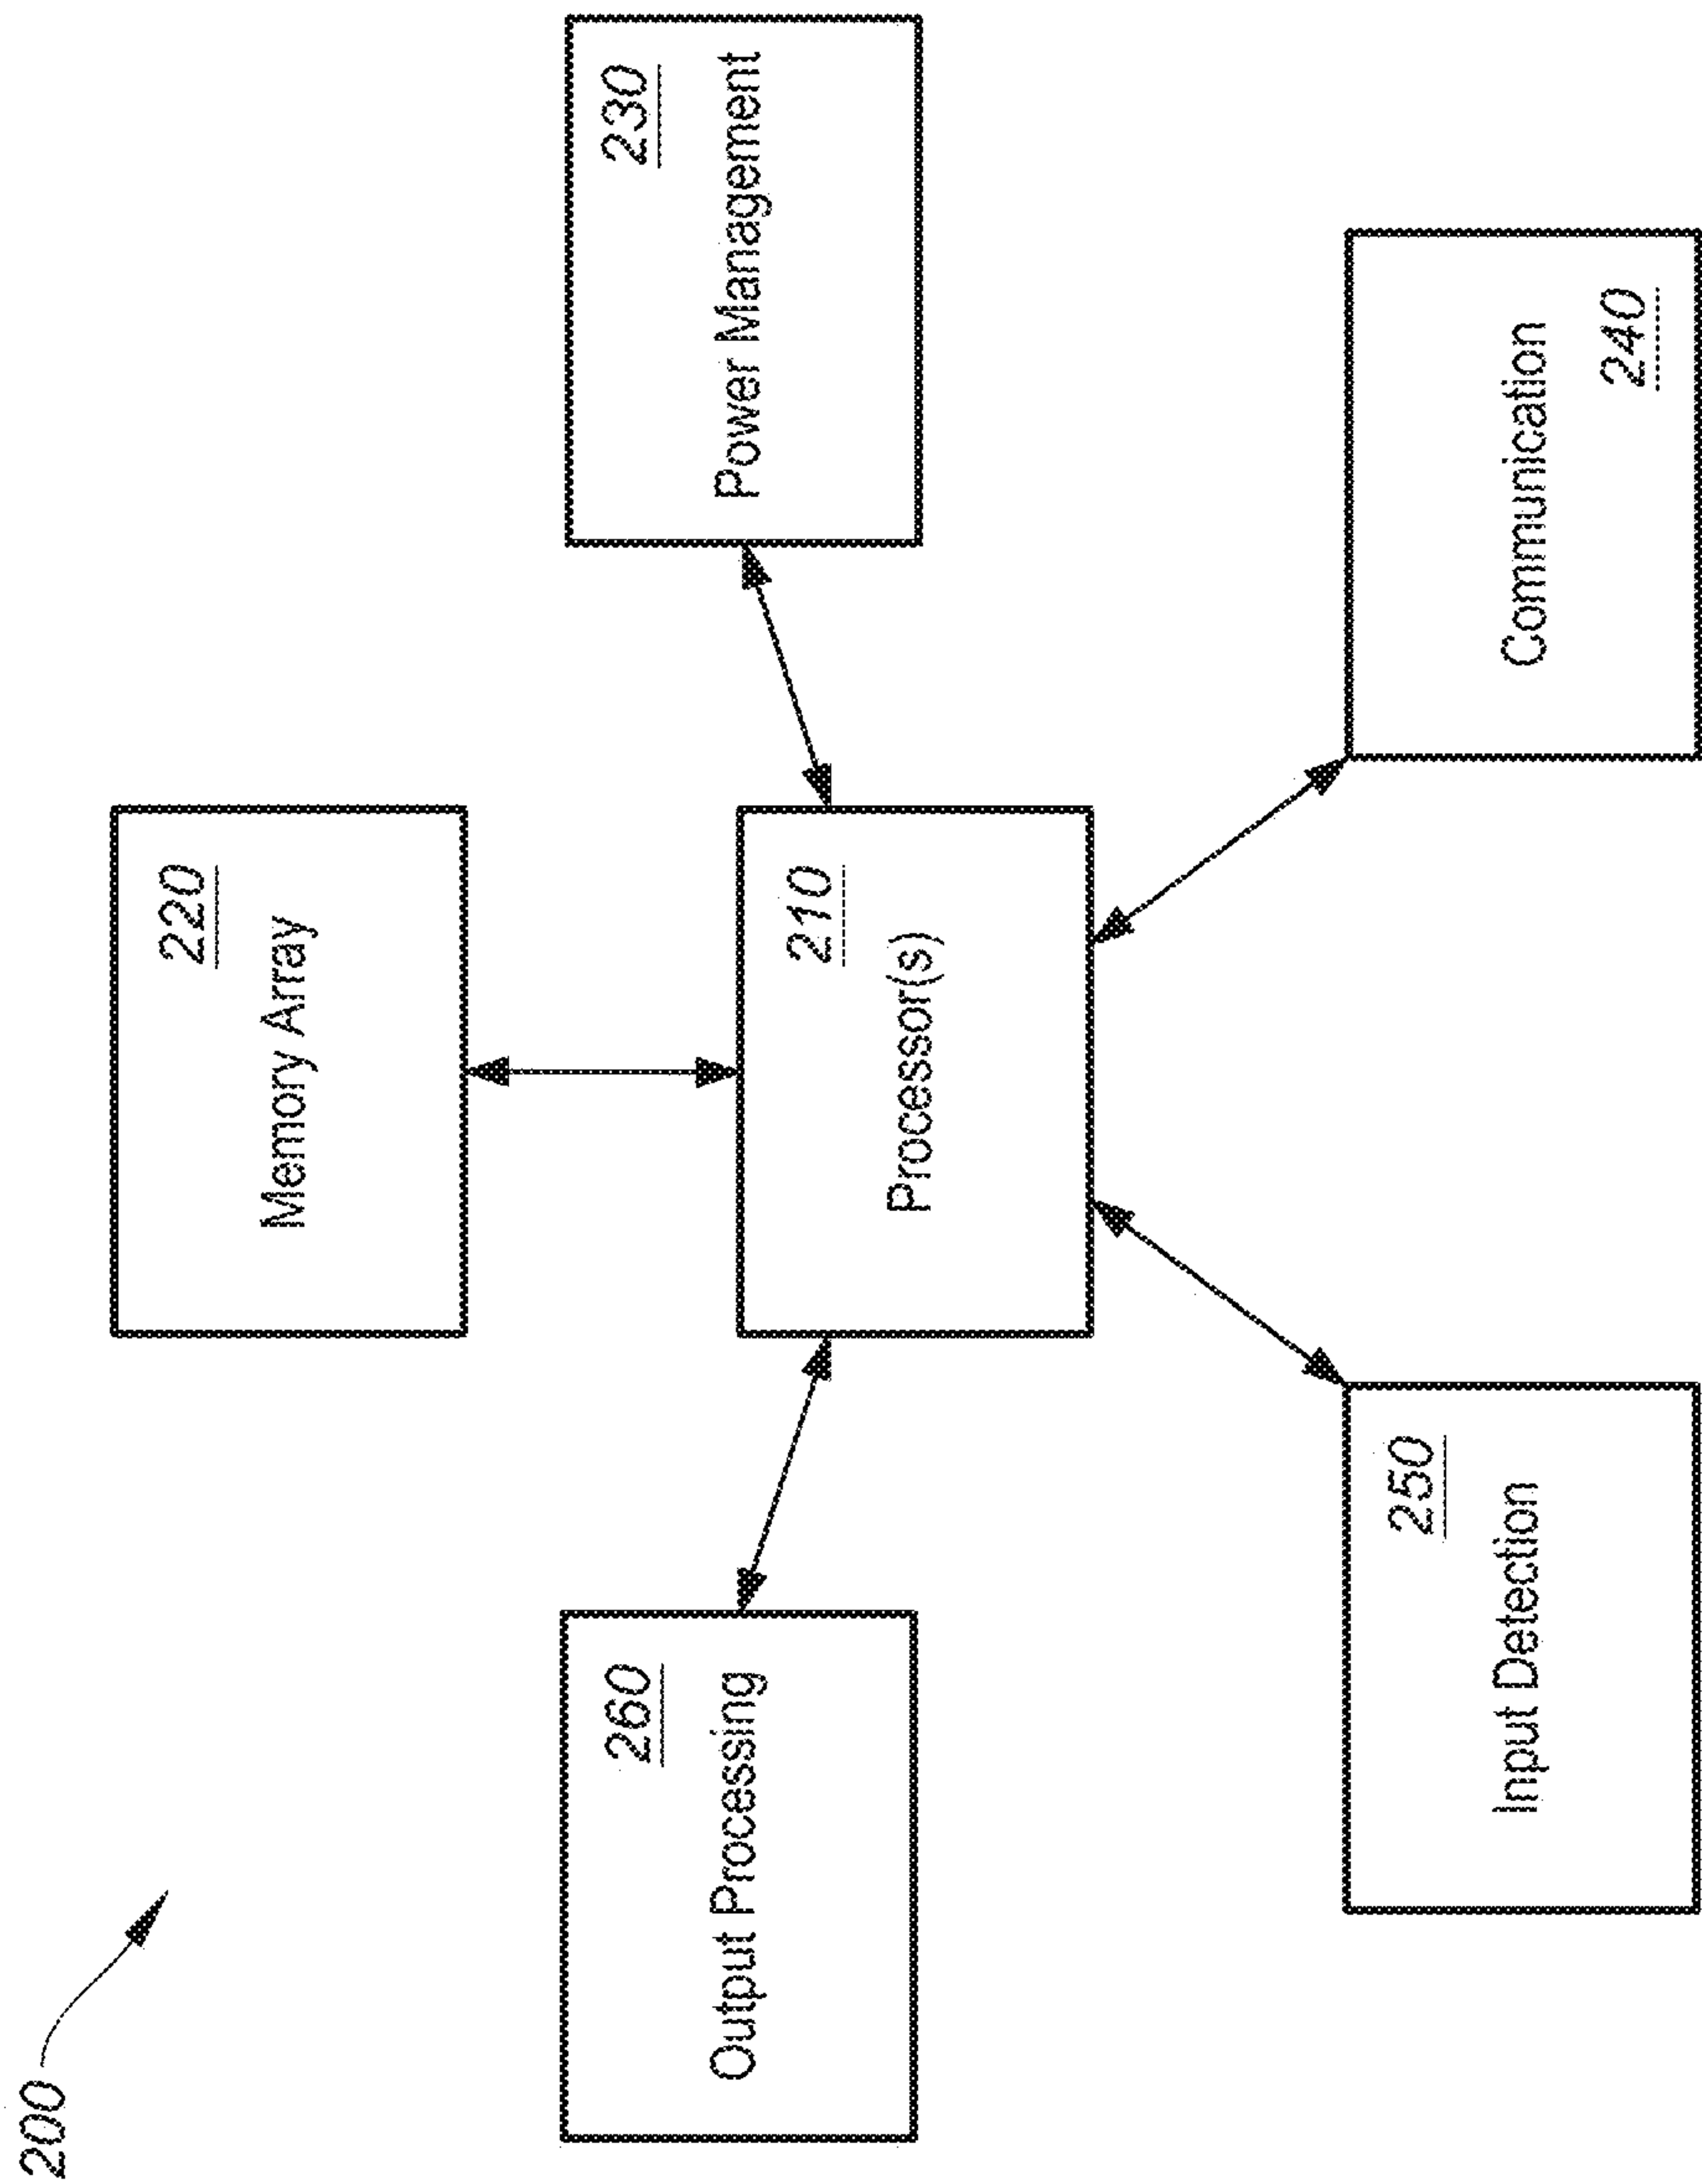 200
220
Memory Array
260
Output Processing
210
Processor(s)
230
Power Management
250
Input Detection
Communication
240